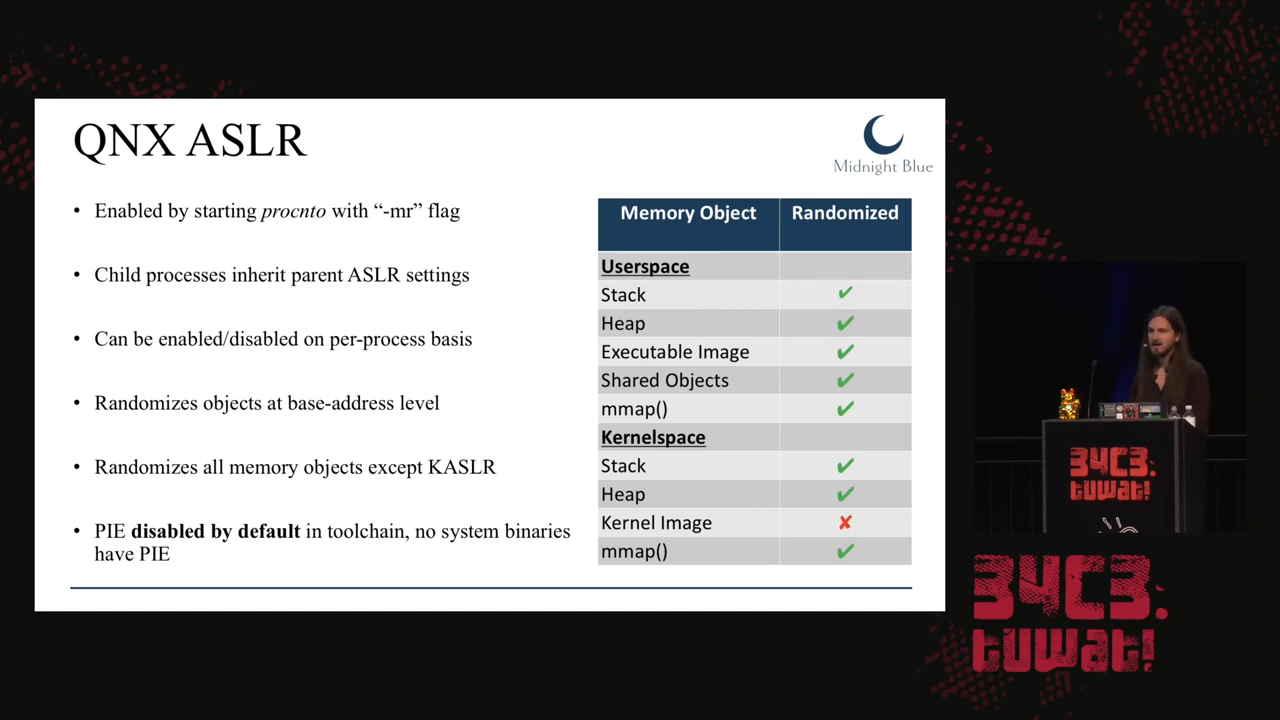 QNX ASLR
Midnight Blue
• Enabled by starting procnto with “-mr” flag
• Child processes inherit parent ASLR settings
• Can be enabled/disabled on per-process basis
• Randomizes objects at base-address level
• Randomizes all memory objects except KASLR
• PIE disabled by default in toolchain, no system binaries
have PIE
Memory Object Randomized
Userspace
Stack ✔
Heap ✔
Executable Image ✔
Shared Objects ✔
mmap() ✔
Kernelspace
Stack ✔
Heap ✔
Kernel Image ✘
mmap() ✔
34C3.
tuwat!
34C3.
tuwat!